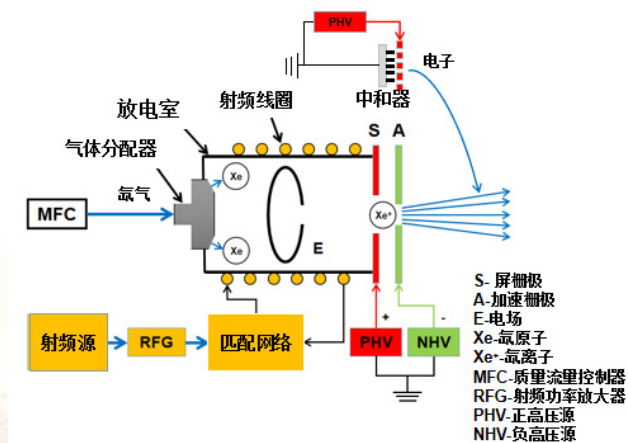 PHV
电子
中和器
射频线圈
放电室
S A
气体分配器
Xe
氙气
MFC
Xe⁺
Xe
E
S- 屏栅极
A-加速栅极
E-电场
Xe-氙原子
Xe⁺-氙离子
MFC-质量流量控制器
RFG-射频功率放大器
PHV-正高压源
NHV-负高压源
+ -
射频源
RFG
匹配网络
PHV
NHV